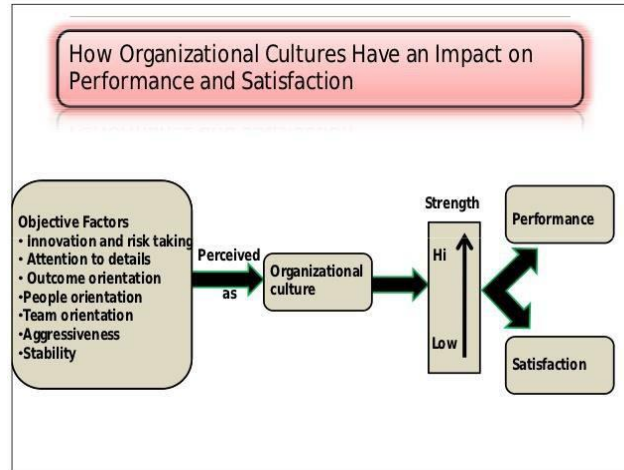 How Organizational Cultures Have an Impact on
Performance and Satisfaction
Objective Factors
• Innovation and risk taking
• Attention to details
• Outcome orientation
•People orientation
•Team orientation
•Aggressiveness
•Stability
Perceived
as
Organizational
culture
Strength
Hi
Low
Performance
Satisfaction